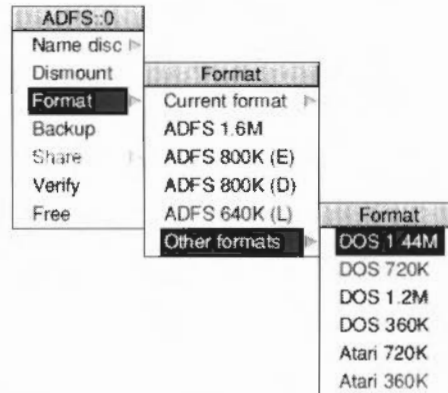 ADFS::0
Name disc
Dismount
Format
Backup
Share
Verify
Free
Format
Current format
ADFS 1.6M
ADFS 800K (E)
ADFS 800K (D)
ADFS 640K (L)
Other formats
Format
DOS 1.44M
DOS 720K
DOS 1.2M
DOS 360K
Atari 720K
Atari 360K